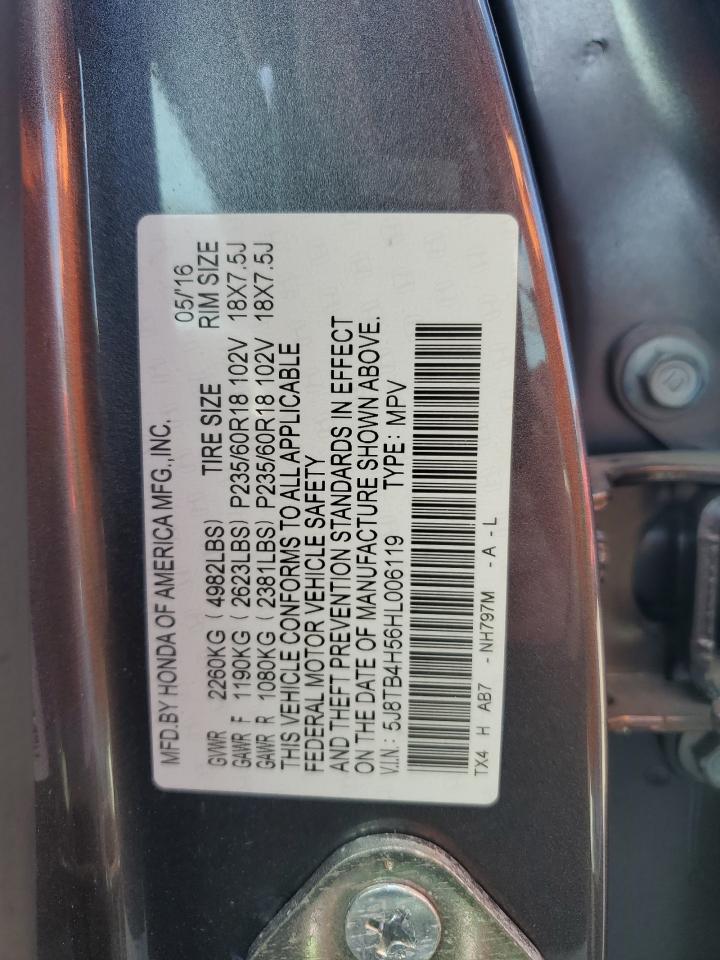 MFD.BY HONDA OF AMERICA MFG.,INC. 05/'16
TIRE SIZE RIM SIZE
GVWR 2260KG ( 4982LBS)
GAWR F 1190KG ( 2623LBS) P235/60R18 102V 18X7.5J
GAWR R 1080KG ( 2381LBS) P235/60R18 102V 18X7.5J
THIS VEHICLE CONFORMS TO ALL APPLICABLE
FEDERAL MOTOR VEHICLE SAFETY
AND THEFT PREVENTION STANDARDS IN EFFECT
ON THE DATE OF MANUFACTURE SHOWN ABOVE.
V.I.N.: 5J8TB4H56HL006119 TYPE: MPV
TX4 H AB7 - NH797M - A - L